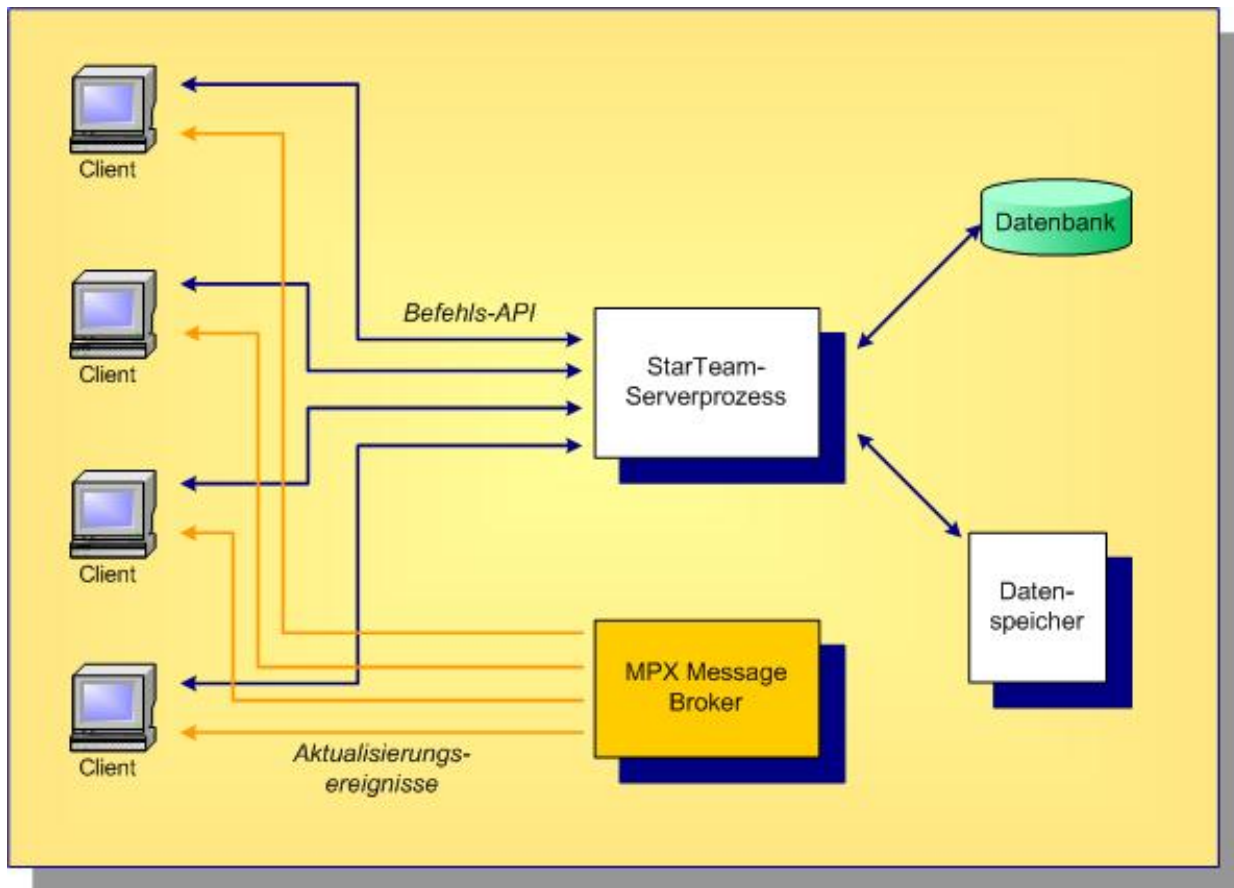 Client
Datenbank
Client
Befehls-API
StarTeam-
Serverprozess
Client
Daten-
speicher
MPX Message
Broker
Client
Aktualisierungs-
ereignisse